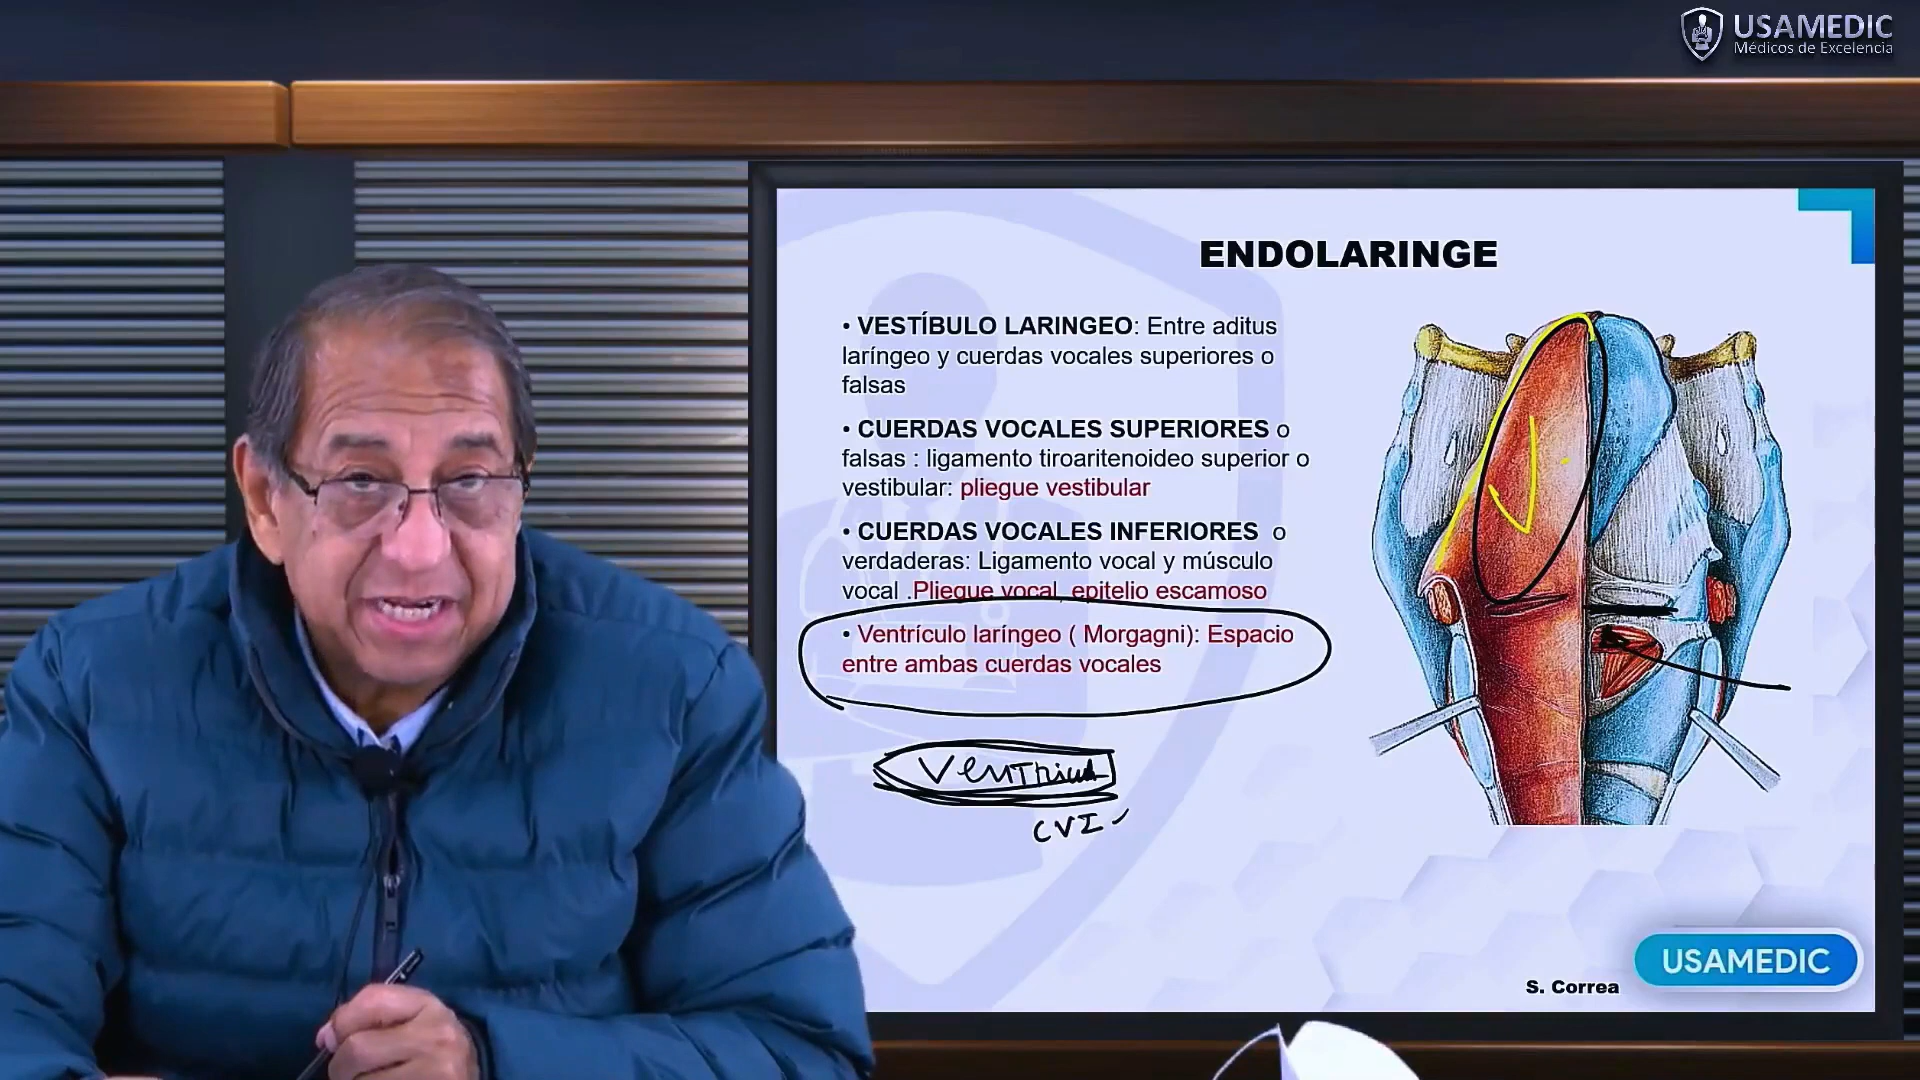 USAMEDIC
Médicos de Excelencia
ENDOLARINGE
• VESTÍBULO LARINGEO: Entre aditus
laríngeo y cuerdas vocales superiores o
falsas
• CUERDAS VOCALES SUPERIORES o
falsas : ligamento tiroaritenoideo superior o
vestibular: pliegue vestibular
• CUERDAS VOCALES INFERIORES o
verdaderas: Ligamento vocal y músculo
vocal .Pliegue vocal, epitelio escamoso
• Ventrículo laríngeo ( Morgagni): Espacio
entre ambas cuerdas vocales
CVI
USAMEDIC
S. Correa